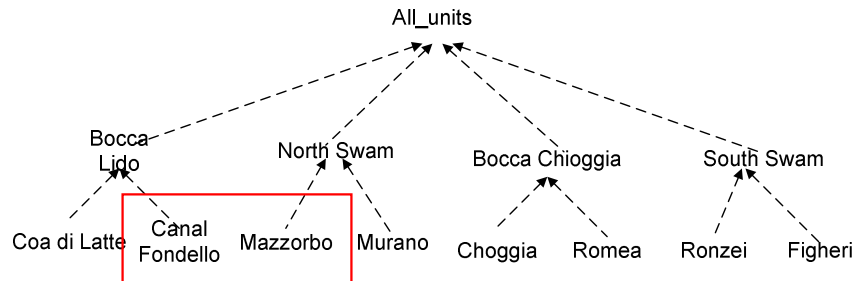 All_units
Bocca
Lido
North Swam
Bocca Chioggia
South Swam
Coa di Latte
Canal
Fondello
Mazzorbo
Murano
Choggia
Romea
Ronzei
Figheri